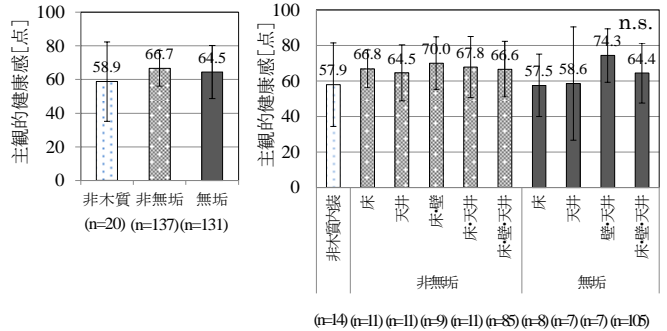 主観的健康感[点]
100
80
60
40
20
0
58.9
66.7
64.5
非木質 非無垢 無垢
(n=20) (n=137) (n=131)
主観的健康感[点]
100
80
60
40
20
0
n.s.
57.9
66.8
64.5
70.0
67.8
66.6
57.5
58.6
74.3
64.4
非木質内装
床
天井
床・壁
床・天井
床・壁・天井
床
天井
壁・天井
床・壁・天井
非無垢 無垢
(n=14) (n=11) (n=11) (n=9) (n=11) (n=85) (n=8) (n=7) (n=7) (n=105)